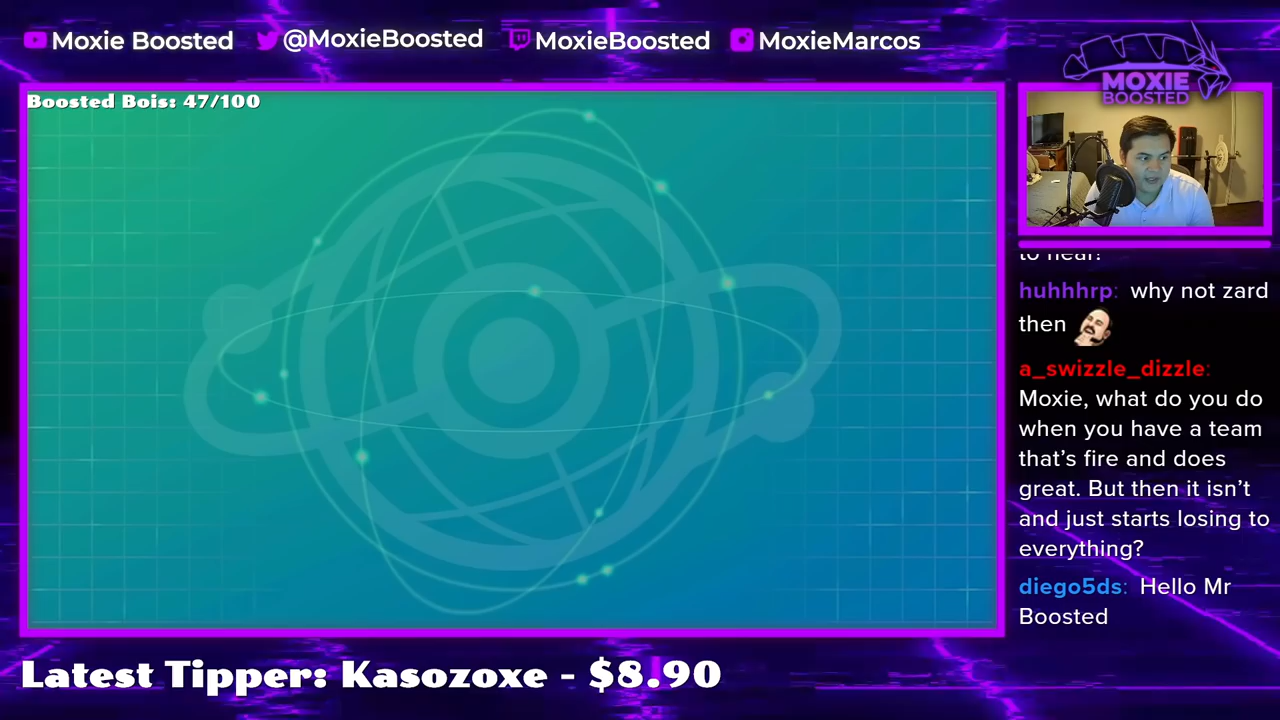 Moxie Boosted @MoxieBoosted MoxieBoosted MoxieMarcos
MOXIE
BOOSTED
Boosted Bois: 47/100
to hear!
huhhhrp: why not zard
then
a_swizzle_dizzle:
Moxie, what do you do
when you have a team
that's fire and does
great. But then it isn't
and just starts losing to
everything?
diego5ds: Hello Mr
Boosted
Latest Tipper: Kasozoxe - $8.90